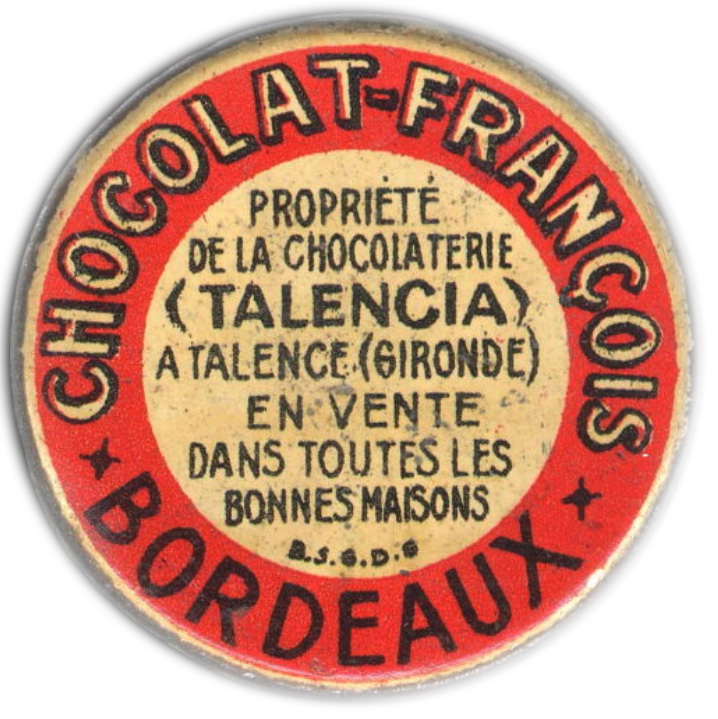 CHOCOLAT-FRANÇOIS
PROPRIÉTÉ
DE LA CHOCOLATERIE
(TALENCIA)
A TALENCE (GIRONDE)
EN VENTE
DANS TOUTES LES
BONNES MAISONS
B.S.G.D.G
BORDEAUX